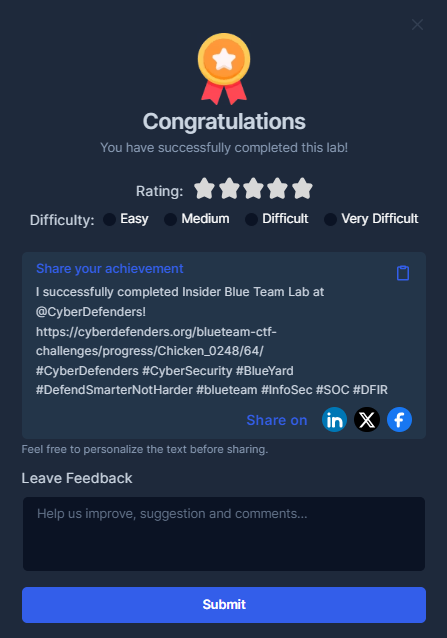 Congratulations
You have successfully completed this lab!
Rating:
Difficulty: Easy Medium Difficult Very Difficult
Share your achievement
I successfully completed Insider Blue Team Lab at
@CyberDefenders!
https://cyberdefenders.org/blueteam-ctf-
challenges/progress/Chicken_0248/64/
#CyberDefenders #CyberSecurity #BlueYard
#DefendSmarterNotHarder #blueteam #InfoSec #SOC #DFIR
Share on in X f
Feel free to personalize the text before sharing.
Leave Feedback
Help us improve, suggestion and comments...
Submit